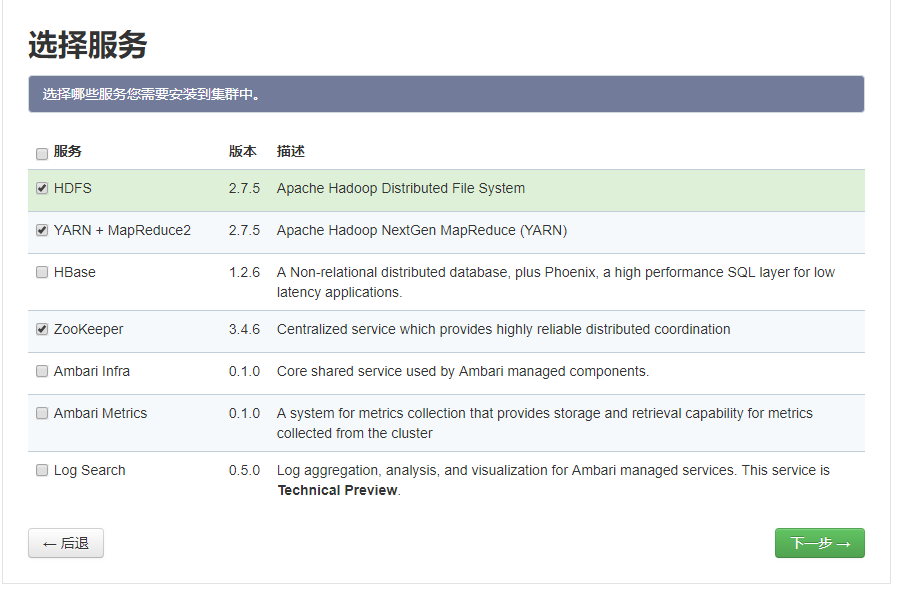 选择服务
选择哪些服务您需要安装到集群中。
服务 版本 描述
HDFS 2.7.5 Apache Hadoop Distributed File System
YARN + MapReduce2 2.7.5 Apache Hadoop NextGen MapReduce (YARN)
HBase 1.2.6 A Non-relational distributed database, plus Phoenix, a high performance SQL layer for low
latency applications.
ZooKeeper 3.4.6 Centralized service which provides highly reliable distributed coordination
Ambari Infra 0.1.0 Core shared service used by Ambari managed components.
Ambari Metrics 0.1.0 A system for metrics collection that provides storage and retrieval capability for metrics
collected from the cluster
Log Search 0.5.0 Log aggregation, analysis, and visualization for Ambari managed services. This service is
Technical Preview.
← 后退 下一步 →